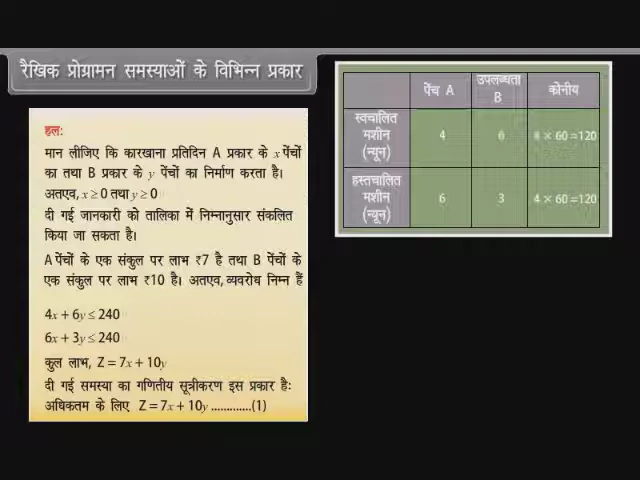 रैखिक प्रोग्रामन समस्याओं के विभिन्न प्रकार
हलः
मान लीजिए कि कारखाना प्रतिदिन A प्रकार के x पेंचों
का तथा B प्रकार के y पेंचों का निर्माण करता है।
अतएव, x ≥ 0 तथा y ≥ 0
दी गई जानकारी को तालिका में निम्नानुसार संकलित
किया जा सकता है।
A पेंचों के एक संकुल पर लाभ ₹7 है तथा B पेंचों के
एक संकुल पर लाभ ₹10 है। अतएव, व्यवरोध निम्न हैं
4x + 6y ≤ 240
6x + 3y ≤ 240
कुल लाभ, Z = 7x + 10y
दी गई समस्या का गणितीय सूत्रीकरण इस प्रकार हैः
अधिकतम के लिए Z = 7x + 10y .............(1)
पेंच A उपलब्धता B कोनीय
स्वचालित मशीन (न्यून) 4 6 4 × 60 =120
हस्तचालित मशीन (न्यून) 6 3 4 × 60 =120